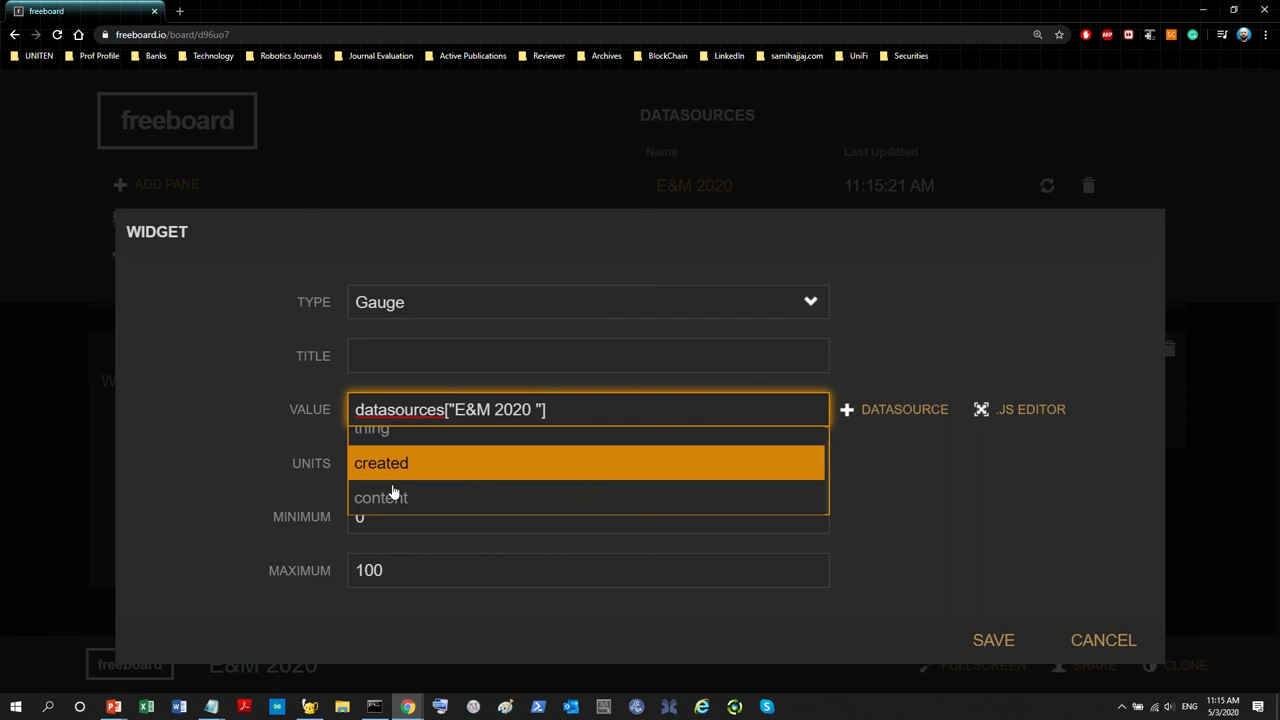 freeboard
freeboard.io/board/d96uo7
UNITEN Prof Profile Banks Technology Robotics Journals Journal Evaluation Active Publications Reviewer Archives BlockChain LinkedIn samihajjaj.com UniFi Securities
freeboard
DATASOURCES
Name Last Updated
ADD PANE
E&M 2020 11:15:21 AM
WIDGET
TYPE Gauge
TITLE
VALUE datasources["E&M 2020 "] DATASOURCE .JS EDITOR
thing
UNITS created
content
MINIMUM 0
MAXIMUM 100
SAVE CANCEL
freeboard E&M 2020 FULLSCREEN SHARE CLONE
ENG 11:15 AM
5/3/2020